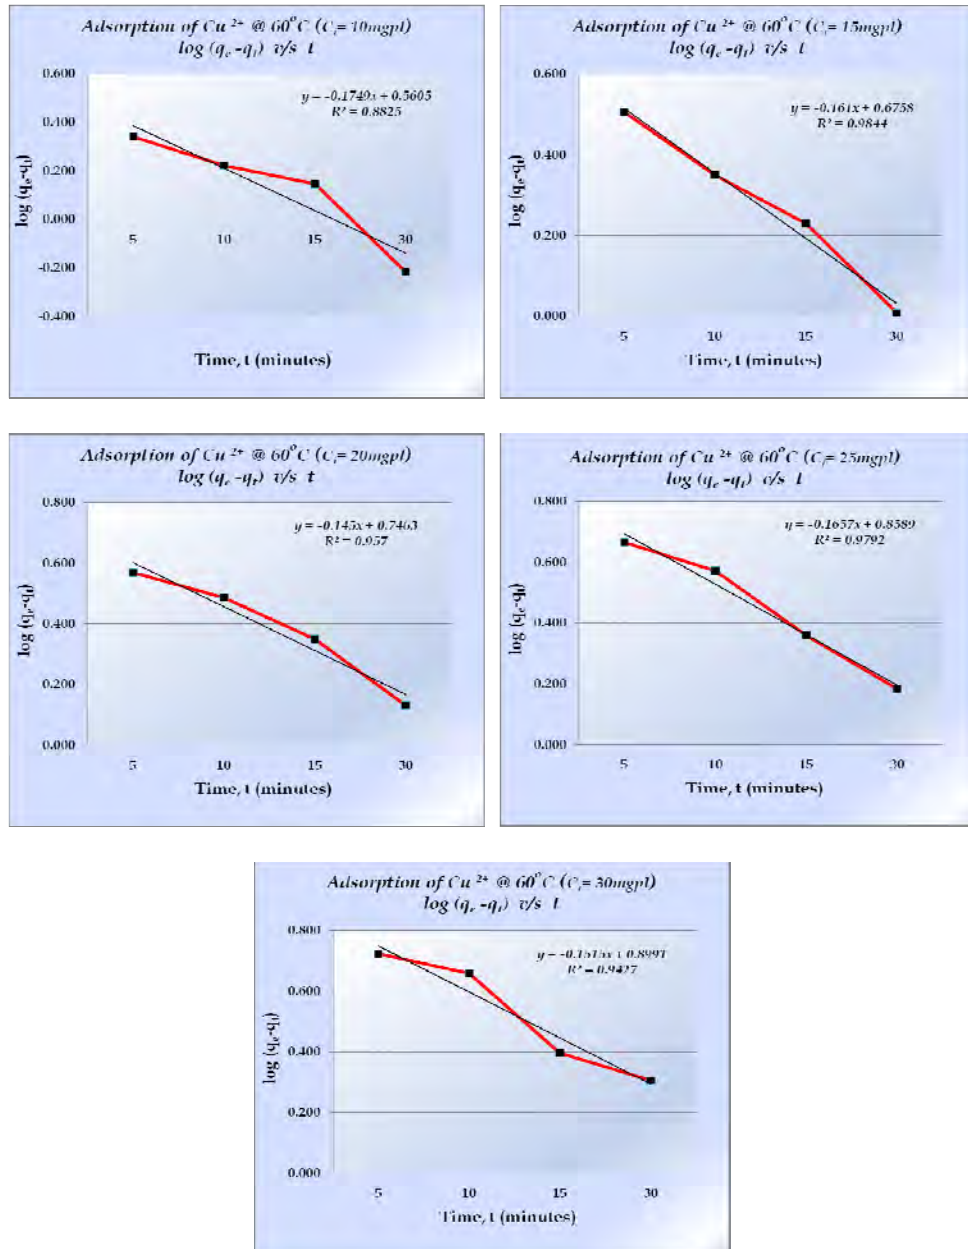 Adsorption of Cu ²⁺ @ 60°C (Cᵢ= 10mgpl)
log (qₑ -qₜ) v/s t
y = -0.1749x + 0.5605
R² = 0.8825
0.600
0.400
0.200
0.000
-0.200
-0.400
log (qₑ-qₜ)
5 10 15 30
Time, t (minutes)
Adsorption of Cu ²⁺ @ 60°C (Cᵢ= 15mgpl)
log (qₑ -qₜ) v/s t
y = -0.161x + 0.6758
R² = 0.9844
0.600
0.400
0.200
0.000
log (qₑ-qₜ)
5 10 15 30
Time, t (minutes)
Adsorption of Cu ²⁺ @ 60°C (Cᵢ= 20mgpl)
log (qₑ -qₜ) v/s t
y = -0.145x + 0.7463
R² = 0.957
0.800
0.600
0.400
0.200
0.000
log (qₑ-qₜ)
5 10 15 30
Time, t (minutes)
Adsorption of Cu ²⁺ @ 60°C (Cᵢ= 25mgpl)
log (qₑ -qₜ) v/s t
y = -0.1657x + 0.8589
R² = 0.9792
0.800
0.600
0.400
0.200
0.000
log (qₑ-qₜ)
5 10 15 30
Time, t (minutes)
Adsorption of Cu ²⁺ @ 60°C (Cᵢ= 30mgpl)
log (qₑ -qₜ) v/s t
y = -0.1515x + 0.8991
R² = 0.9427
0.800
0.600
0.400
0.200
0.000
log (qₑ-qₜ)
5 10 15 30
Time, t (minutes)